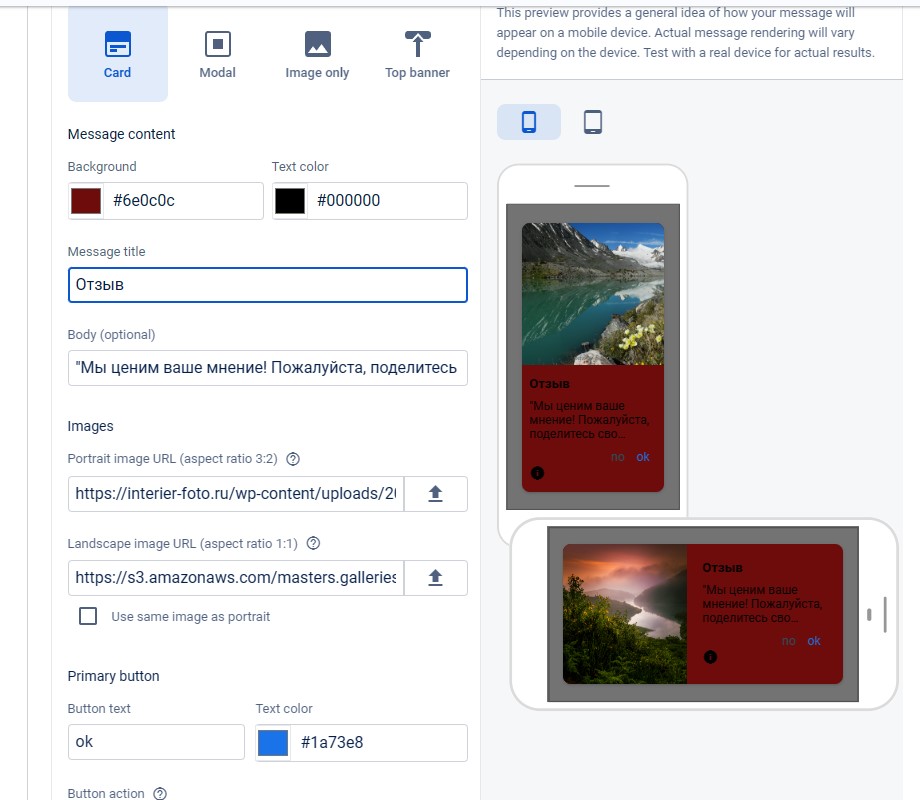 This preview provides a general idea of how your message will
appear on a mobile device. Actual message rendering will vary
depending on the device. Test with a real device for actual results.
Card
Modal
Image only
Top banner
Message content
Background
Text color
#6e0c0c
#000000
Message title
Отзыв
Body (optional)
"Мы ценим ваше мнение! Пожалуйста, поделитесь
Images
Portrait image URL (aspect ratio 3:2)
https://interier-foto.ru/wp-content/uploads/20
Landscape image URL (aspect ratio 1:1)
https://s3.amazonaws.com/masters.galleries
Use same image as portrait
Primary button
Button text
Text color
ok
#1a73e8
Button action
Отзыв
"Мы ценим ваше
мнение! Пожалуйста,
поделитесь сво...
no ok
Отзыв
"Мы ценим ваше
мнение! Пожалуйста,
поделитесь сво...
no ok